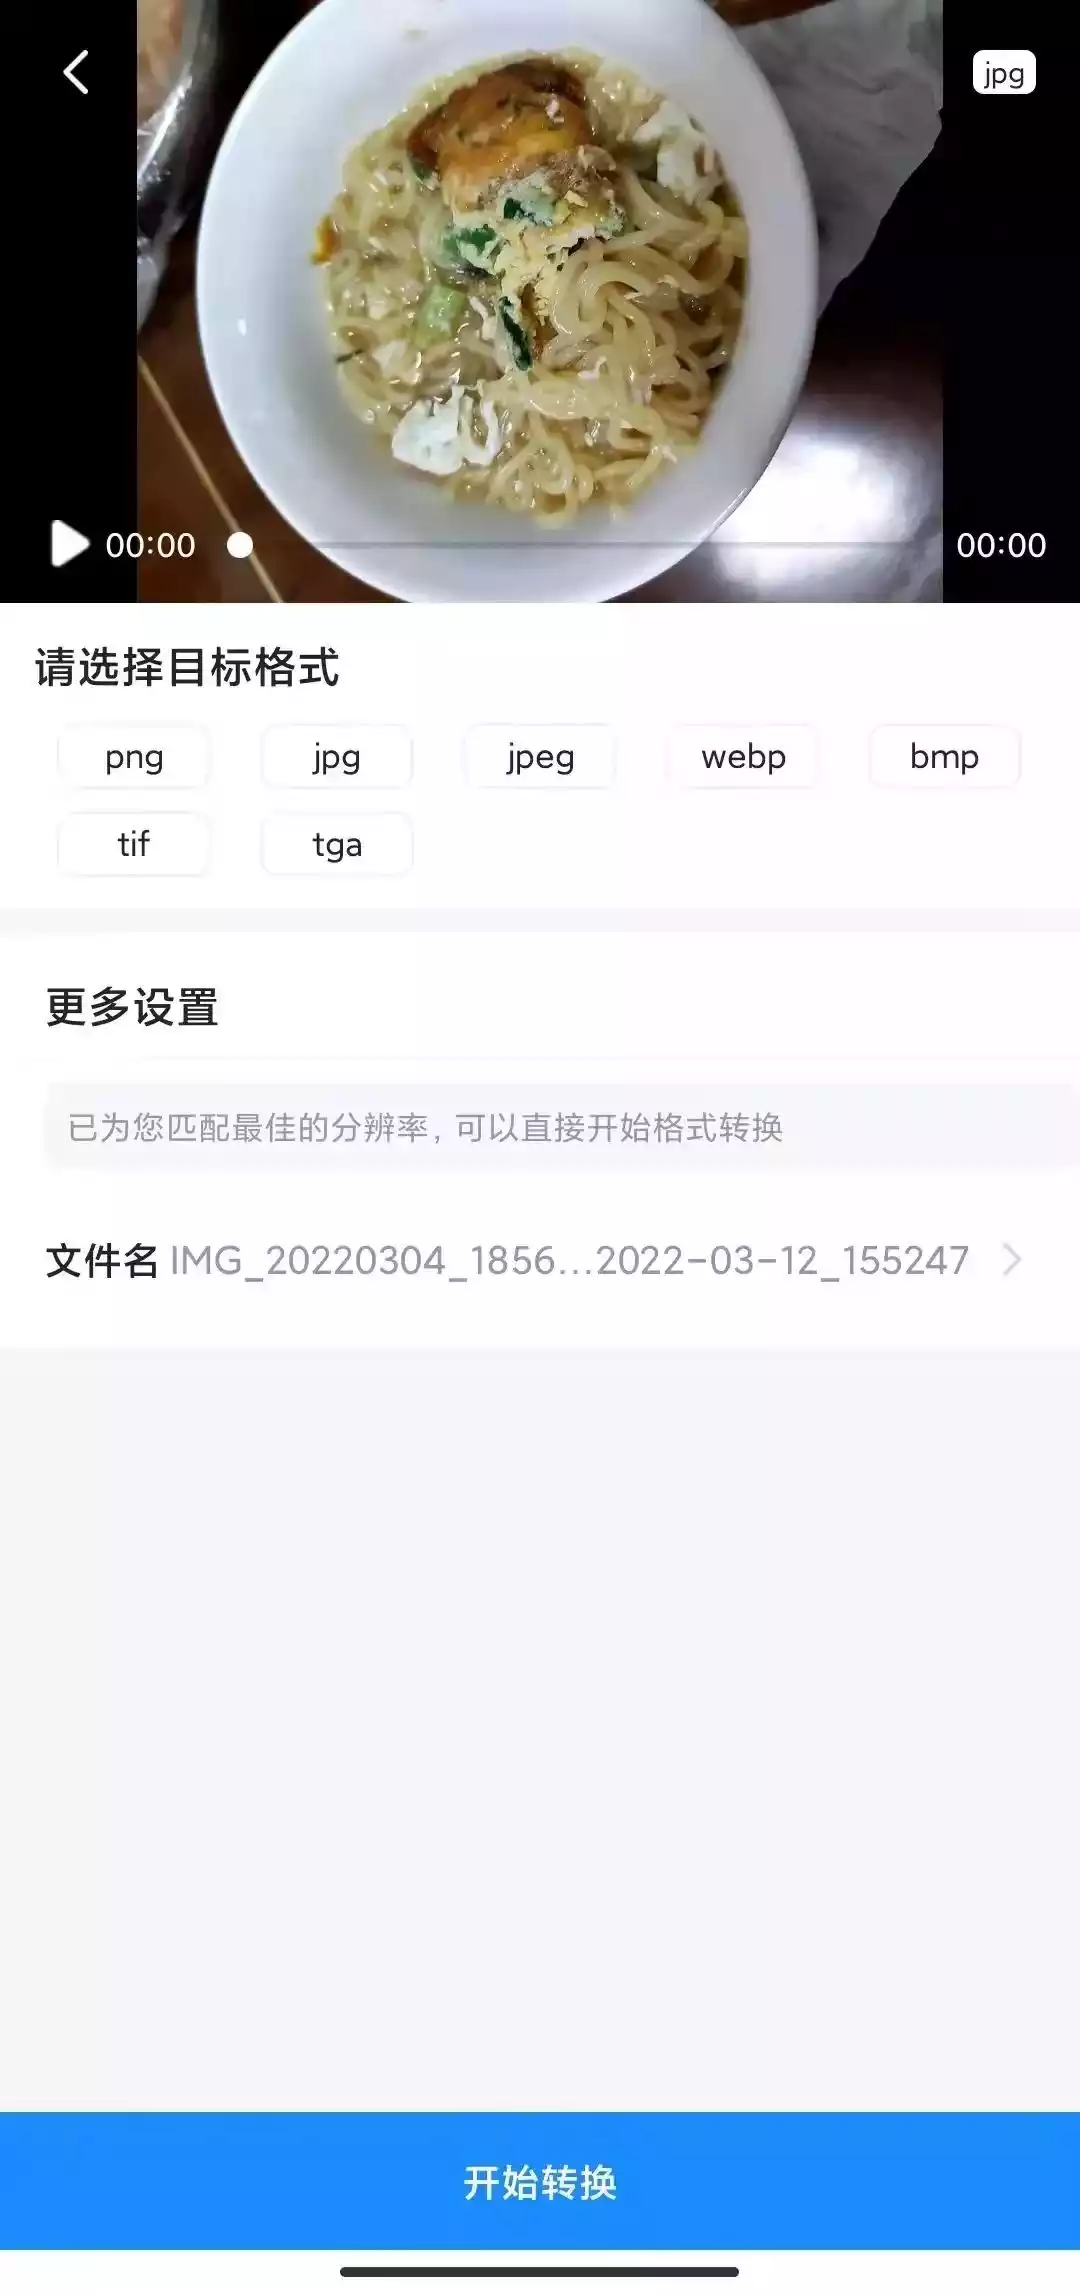 jpg
00:00 00:00
请选择目标格式
png jpg jpeg webp bmp
tif tga
更多设置
已为您匹配最佳的分辨率，可以直接开始格式转换
文件名 IMG_20220304_1856...2022-03-12_155247
开始转换